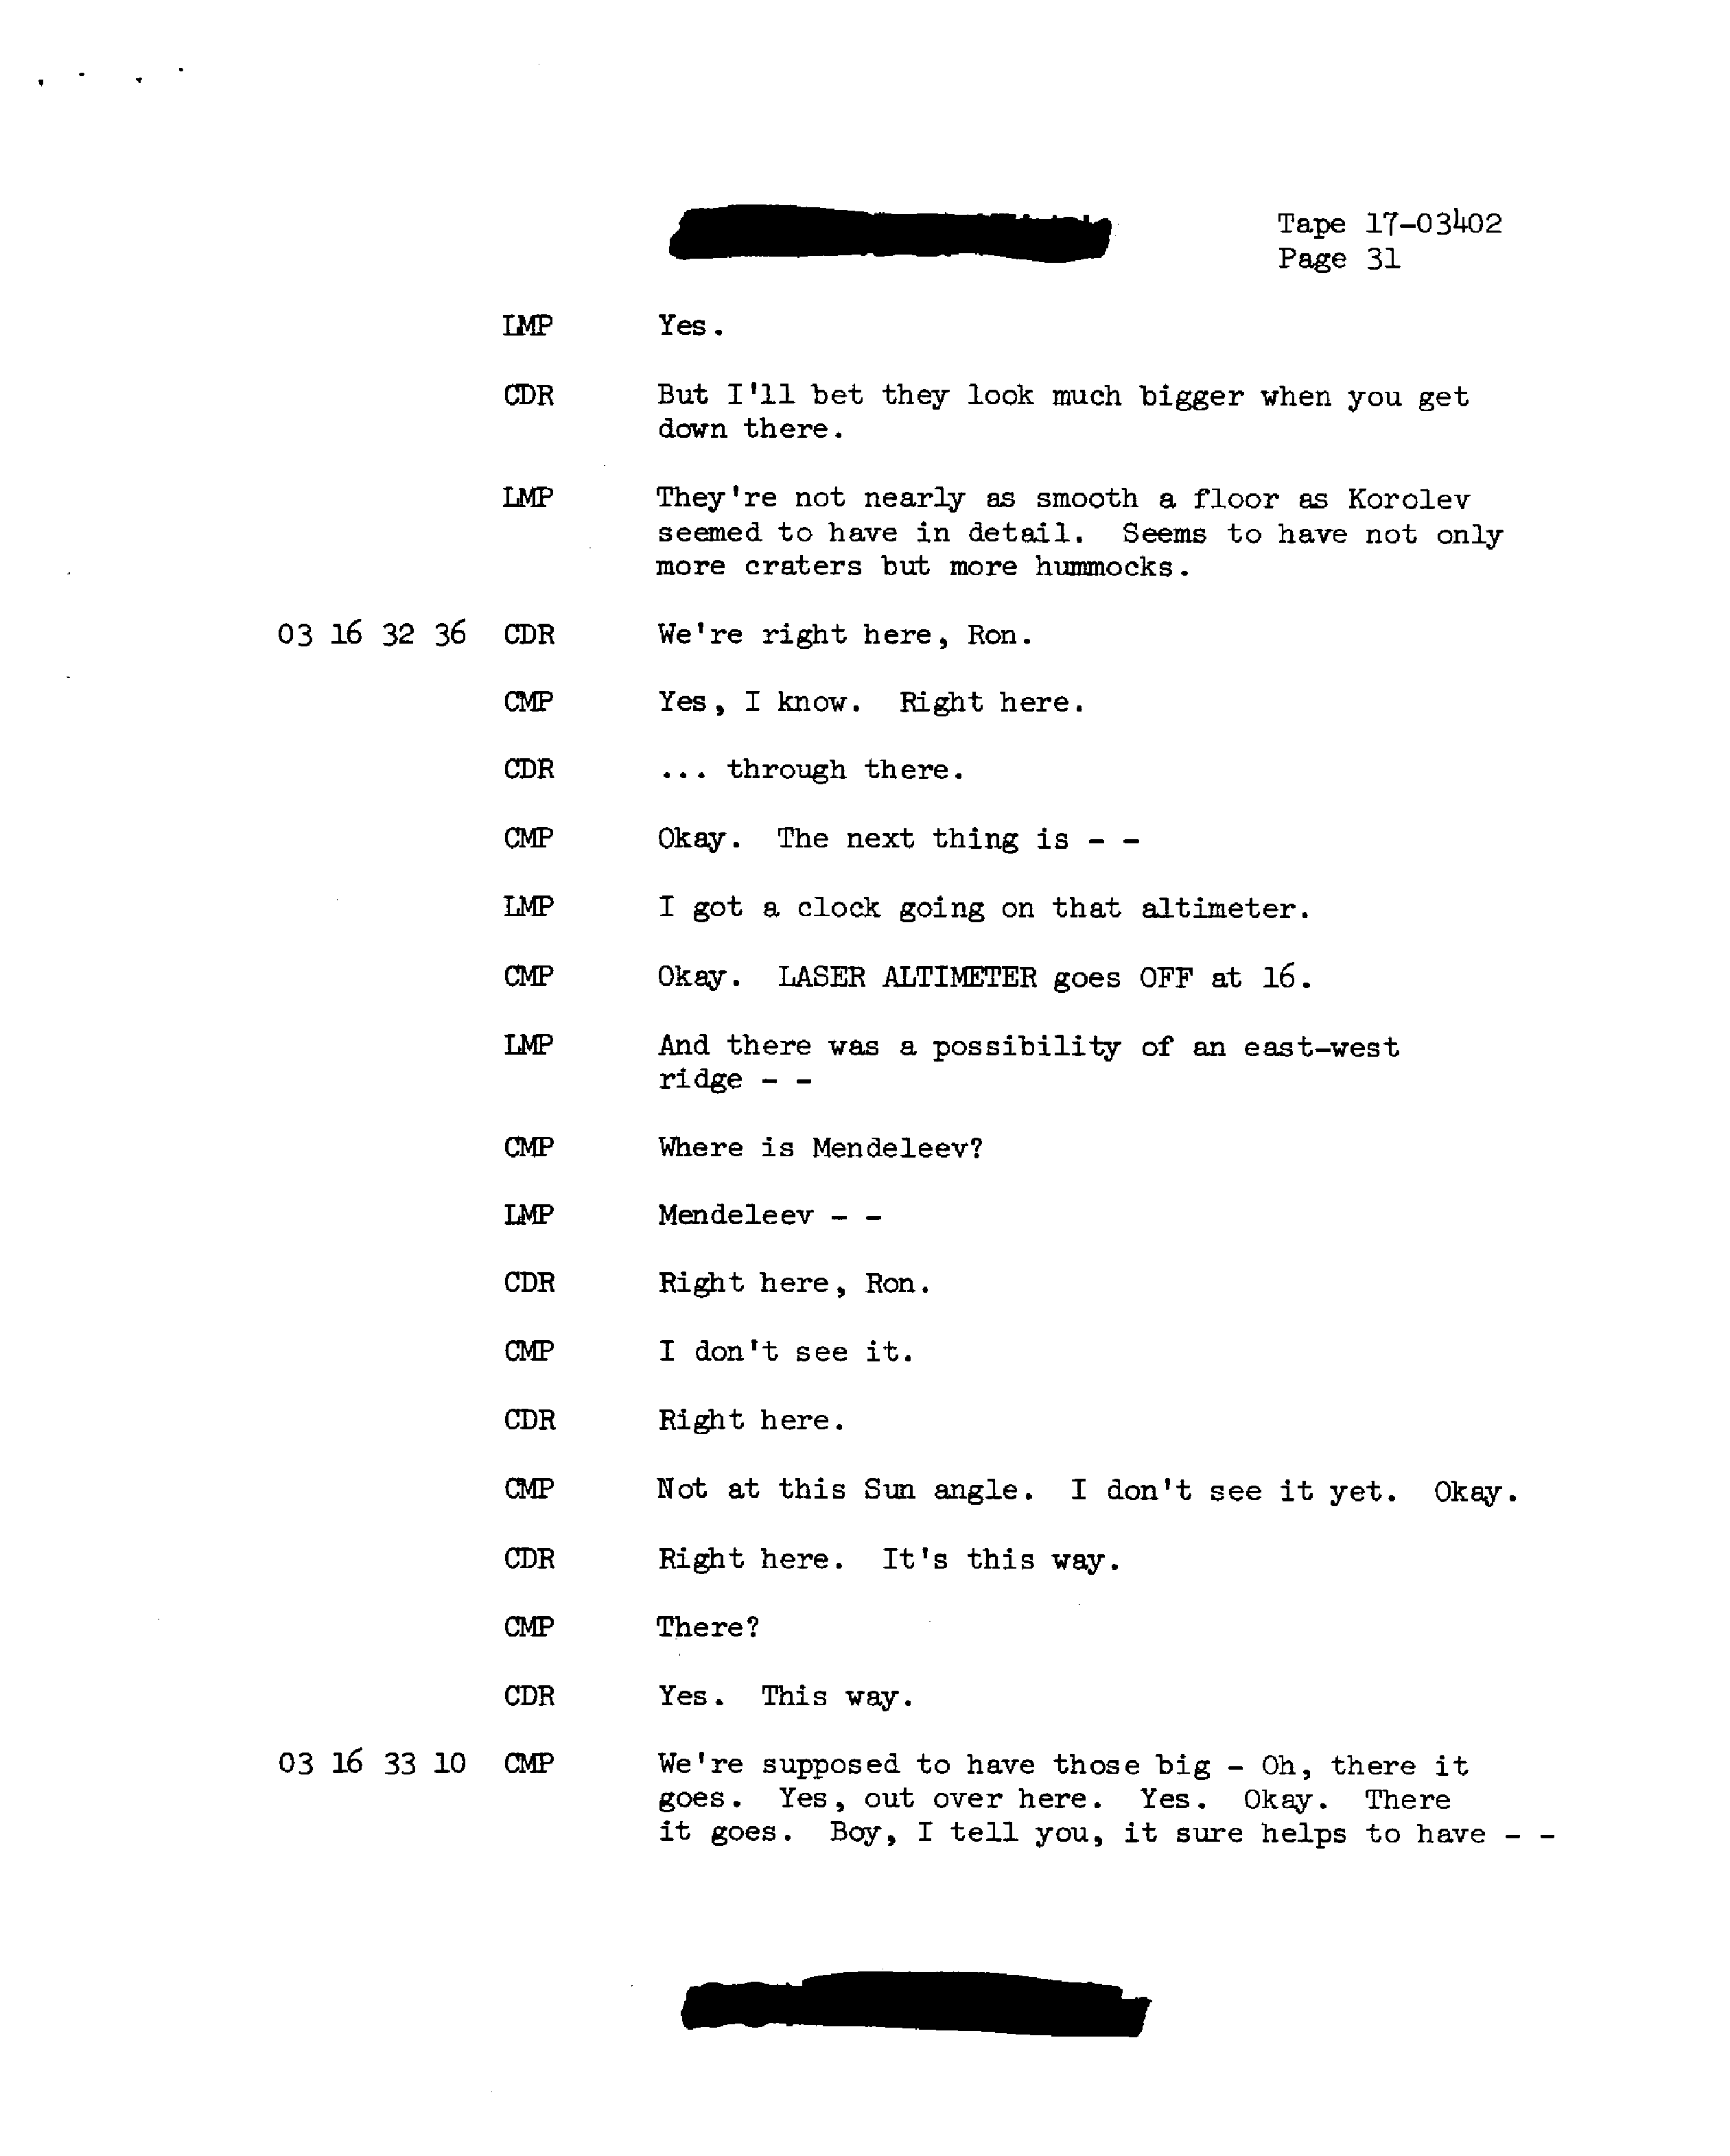 Tape 17-03402
Page 31
LMP Yes.
CDR But I'll bet they look much bigger when you get
down there.
LMP They're not nearly as smooth a floor as Korolev
seemed to have in detail. Seems to have not only
more craters but more hummocks.
03 16 32 36 CDR We're right here, Ron.
CMP Yes, I know. Right here.
CDR ... through there.
CMP Okay. The next thing is - -
LMP I got a clock going on that altimeter.
CMP Okay. LASER ALTIMETER goes OFF at 16.
LMP And there was a possibility of an east-west
ridge - -
CMP Where is Mendeleev?
LMP Mendeleev - -
CDR Right here, Ron.
CMP I don't see it.
CDR Right here.
CMP Not at this Sun angle. I don't see it yet. Okay.
CDR Right here. It's this way.
CMP There?
CDR Yes. This way.
03 16 33 10 CMP We're supposed to have those big - Oh, there it
goes. Yes, out over here. Yes. Okay. There
it goes. Boy, I tell you, it sure helps to have - -